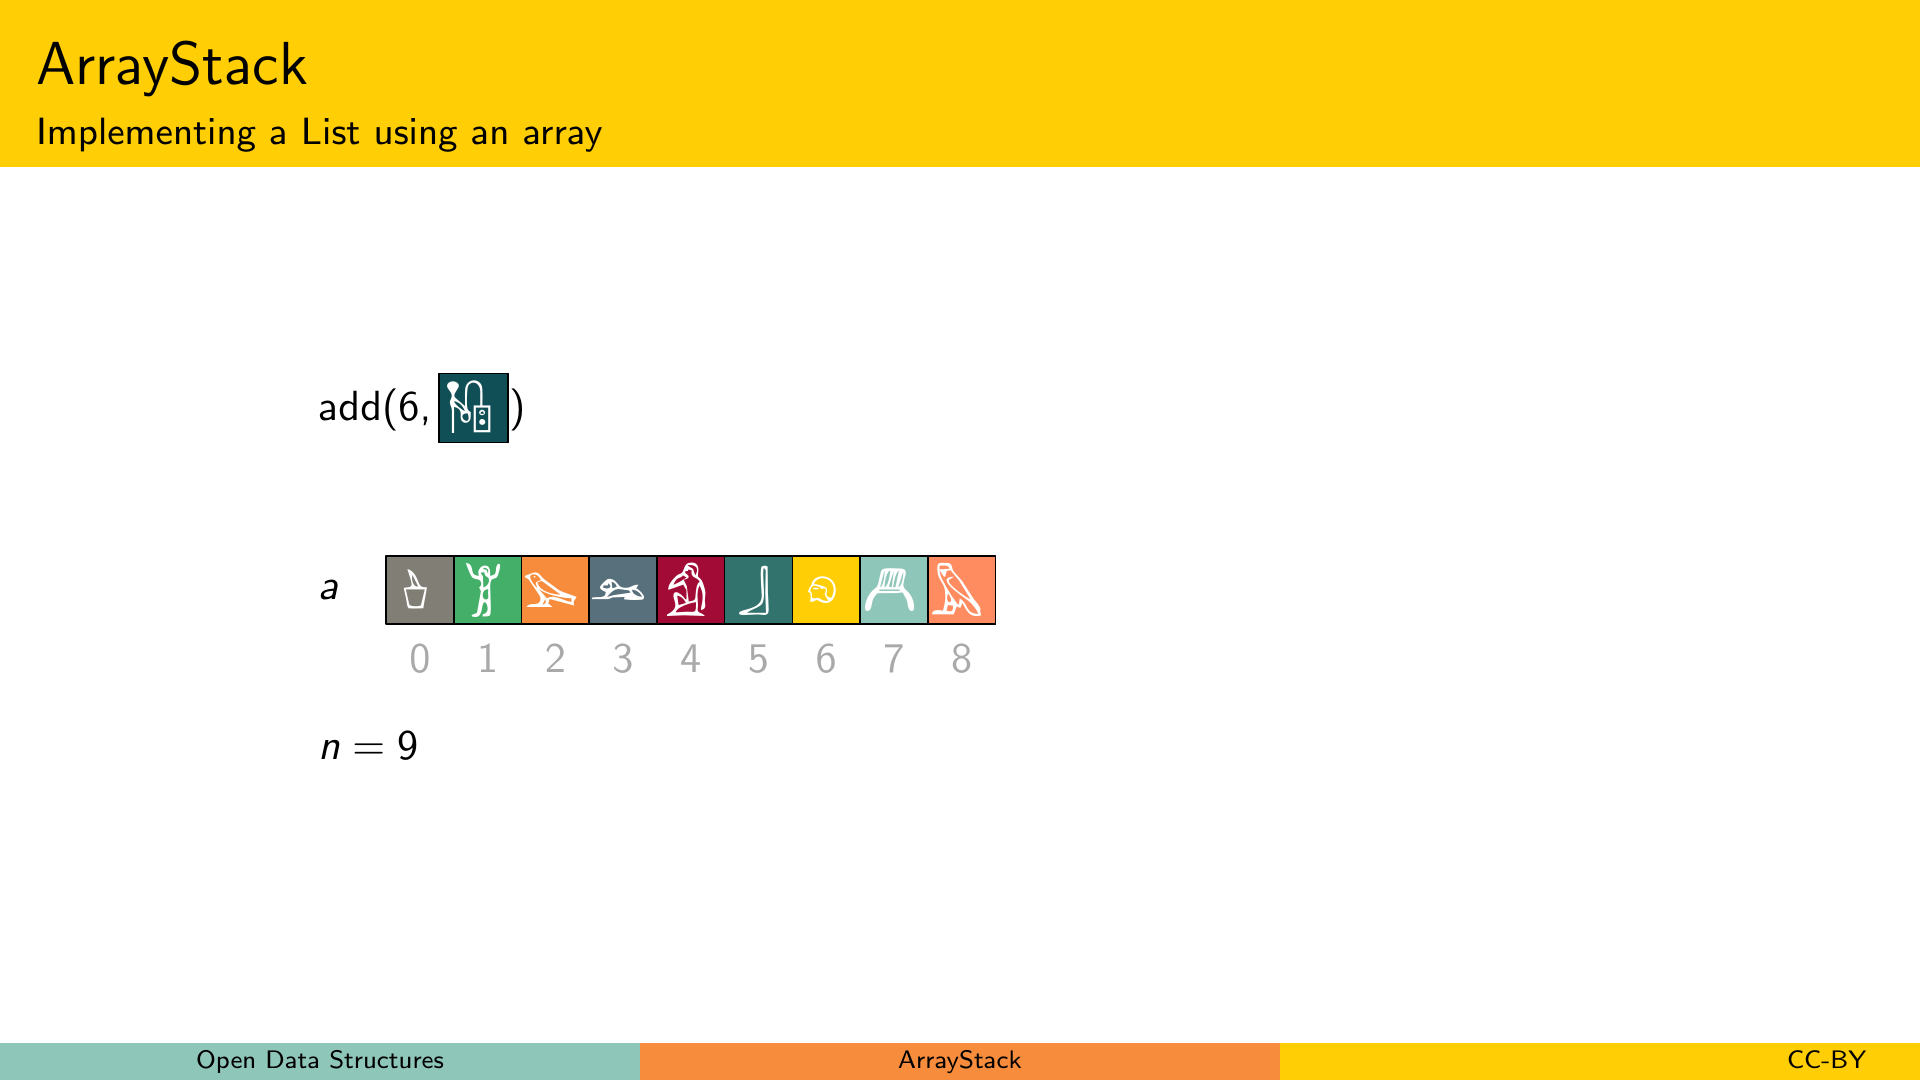 ArrayStack
Implementing a List using an array
add(6, )
a
0 1 2 3 4 5 6 7 8
n = 9
Open Data Structures ArrayStack CC-BY